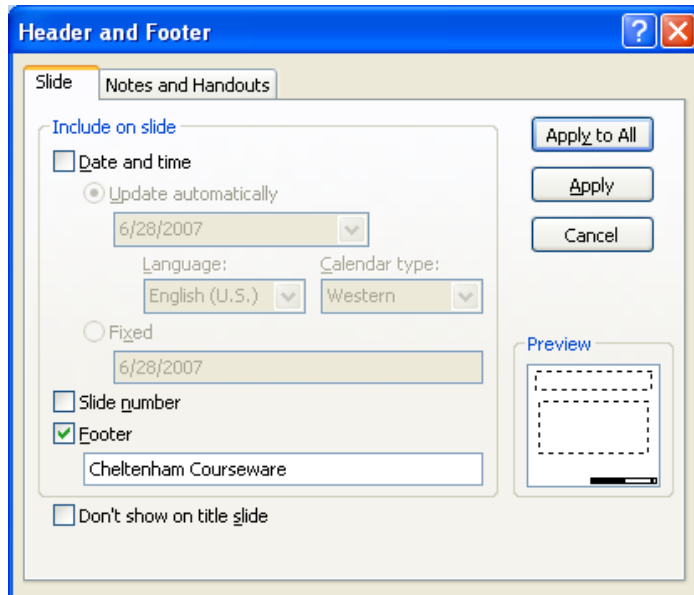 Header and Footer
Slide
Notes and Handouts
Include on slide
Date and time
Update automatically
6/28/2007
Language:
Calendar type:
English (U.S.)
Western
Fixed
6/28/2007
Slide number
Footer
Cheltenham Courseware
Don't show on title slide
Apply to All
Apply
Cancel
Preview